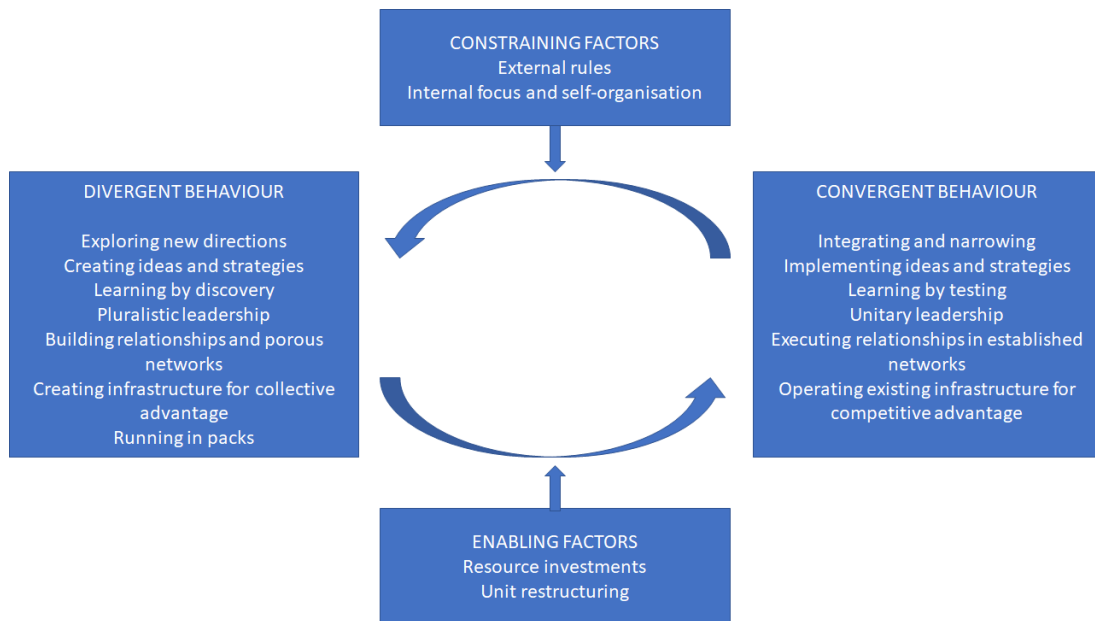 CONSTRAINING FACTORS
External rules
Internal focus and self-organisation
DIVERGENT BEHAVIOUR
Exploring new directions
Creating ideas and strategies
Learning by discovery
Pluralistic leadership
Building relationships and porous
networks
Creating infrastructure for collective
advantage
Running in packs
CONVERGENT BEHAVIOUR
Integrating and narrowing
Implementing ideas and strategies
Learning by testing
Unitary leadership
Executing relationships in established
networks
Operating existing infrastructure for
competitive advantage
ENABLING FACTORS
Resource investments
Unit restructuring